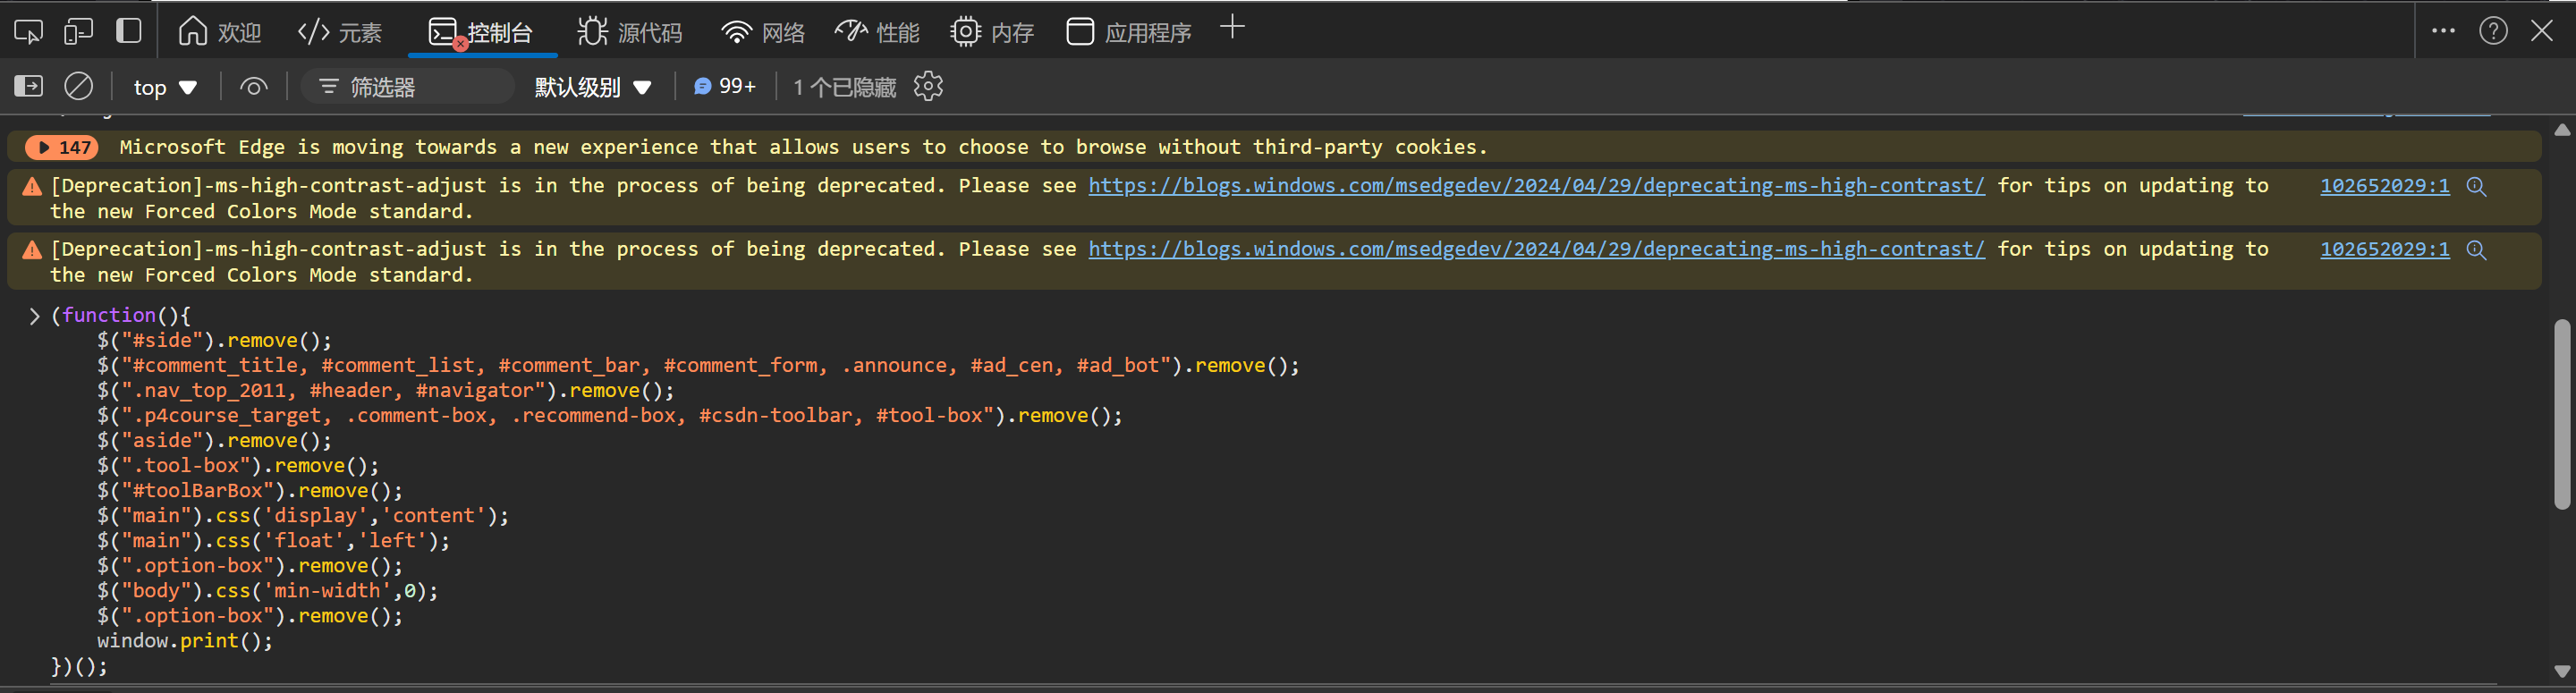 欢迎 元素 控制台 源代码 网络 性能 内存 应用程序
top 筛选器 默认级别 99+ 1 个已隐藏
147 Microsoft Edge is moving towards a new experience that allows users to choose to browse without third-party cookies.
[Deprecation]-ms-high-contrast-adjust is in the process of being deprecated. Please see https://blogs.windows.com/msedgedev/2024/04/29/deprecating-ms-high-contrast/ for tips on updating to 102652029:1
the new Forced Colors Mode standard.
[Deprecation]-ms-high-contrast-adjust is in the process of being deprecated. Please see https://blogs.windows.com/msedgedev/2024/04/29/deprecating-ms-high-contrast/ for tips on updating to 102652029:1
the new Forced Colors Mode standard.
(function(){
$("#side").remove();
$("#comment_title, #comment_list, #comment_bar, #comment_form, .announce, #ad_cen, #ad_bot").remove();
$(".nav_top_2011, #header, #navigator").remove();
$(".p4course_target, .comment-box, .recommend-box, #csdn-toolbar, #tool-box").remove();
$("aside").remove();
$(".tool-box").remove();
$("#toolBarBox").remove();
$("main").css('display','content');
$("main").css('float','left');
$(".option-box").remove();
$("body").css('min-width',0);
$(".option-box").remove();
window.print();
})();